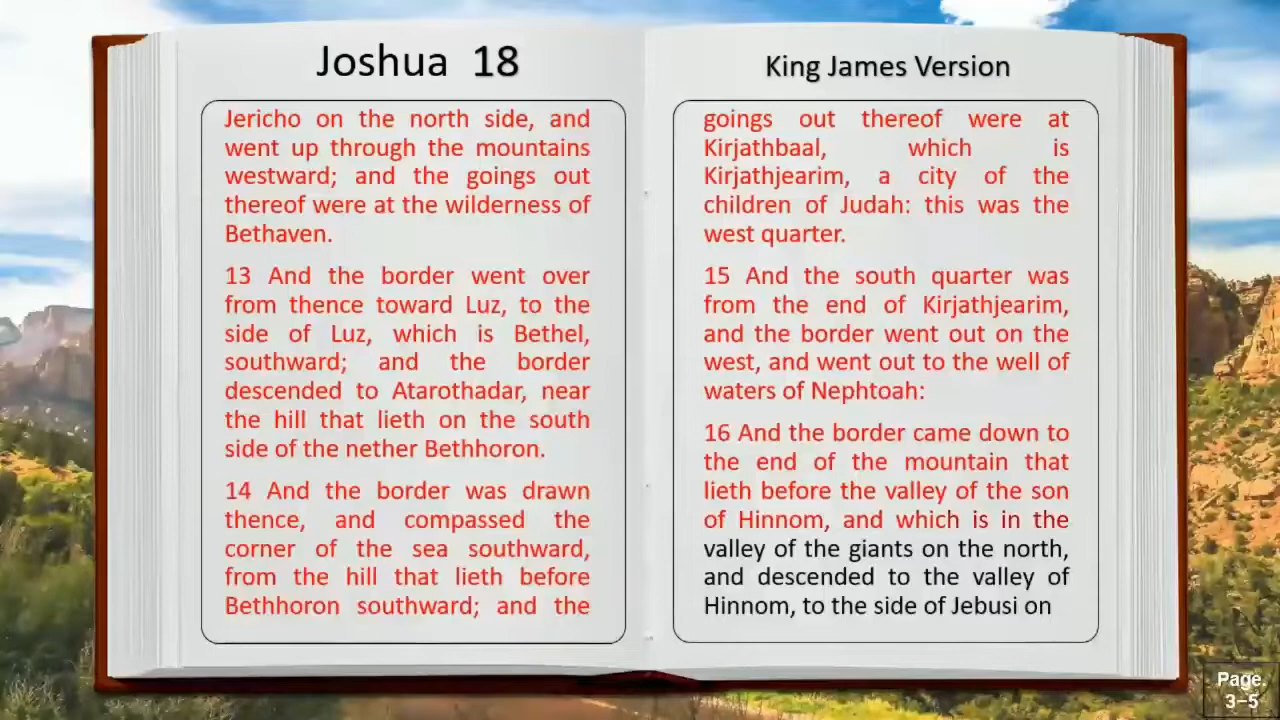 Joshua 18
Jericho on the north side, and
went up through the mountains
westward; and the goings out
thereof were at the wilderness of
Bethaven.
13 And the border went over
from thence toward Luz, to the
side of Luz, which is Bethel,
southward; and the border
descended to Atarothadar, near
the hill that lieth on the south
side of the nether Bethhoron.
14 And the border was drawn
thence, and compassed the
corner of the sea southward,
from the hill that lieth before
Bethhoron southward; and the
King James Version
goings out thereof were at
Kirjathbaal, which is
Kirjathjearim, a city of the
children of Judah: this was the
west quarter.
15 And the south quarter was
from the end of Kirjathjearim,
and the border went out on the
west, and went out to the well of
waters of Nephtoah:
16 And the border came down to
the end of the mountain that
lieth before the valley of the son
of Hinnom, and which is in the
valley of the giants on the north,
and descended to the valley of
Hinnom, to the side of Jebusi on
Page.
3-5